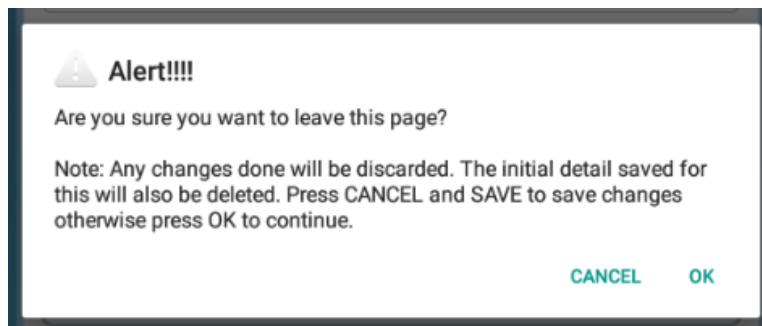 Alert!!!!
Are you sure you want to leave this page?
Note: Any changes done will be discarded. The initial detail saved for
this will also be deleted. Press CANCEL and SAVE to save changes
otherwise press OK to continue.
CANCEL OK